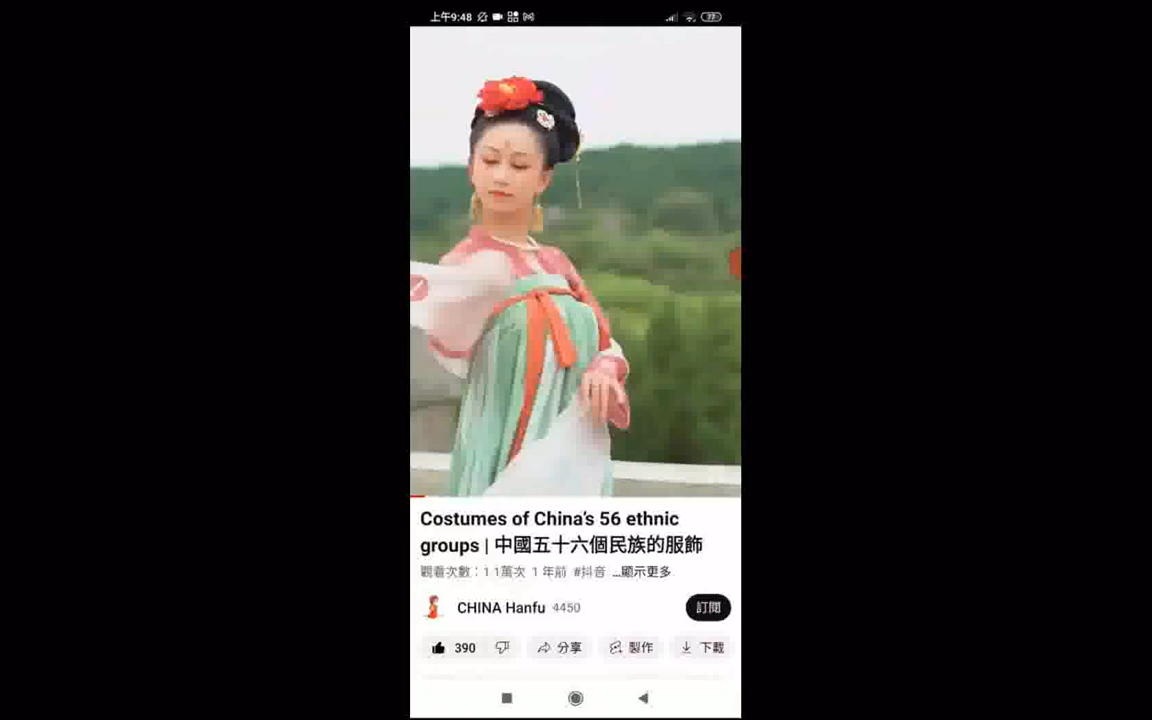 上午9:48
77
Costumes of China's 56 ethnic
groups | 中國五十六個民族的服飾
觀看次數：1.1萬次 1 年前 #抖音 ...顯示更多
CHINA Hanfu 4450
訂閱
390 分享 製作 下載